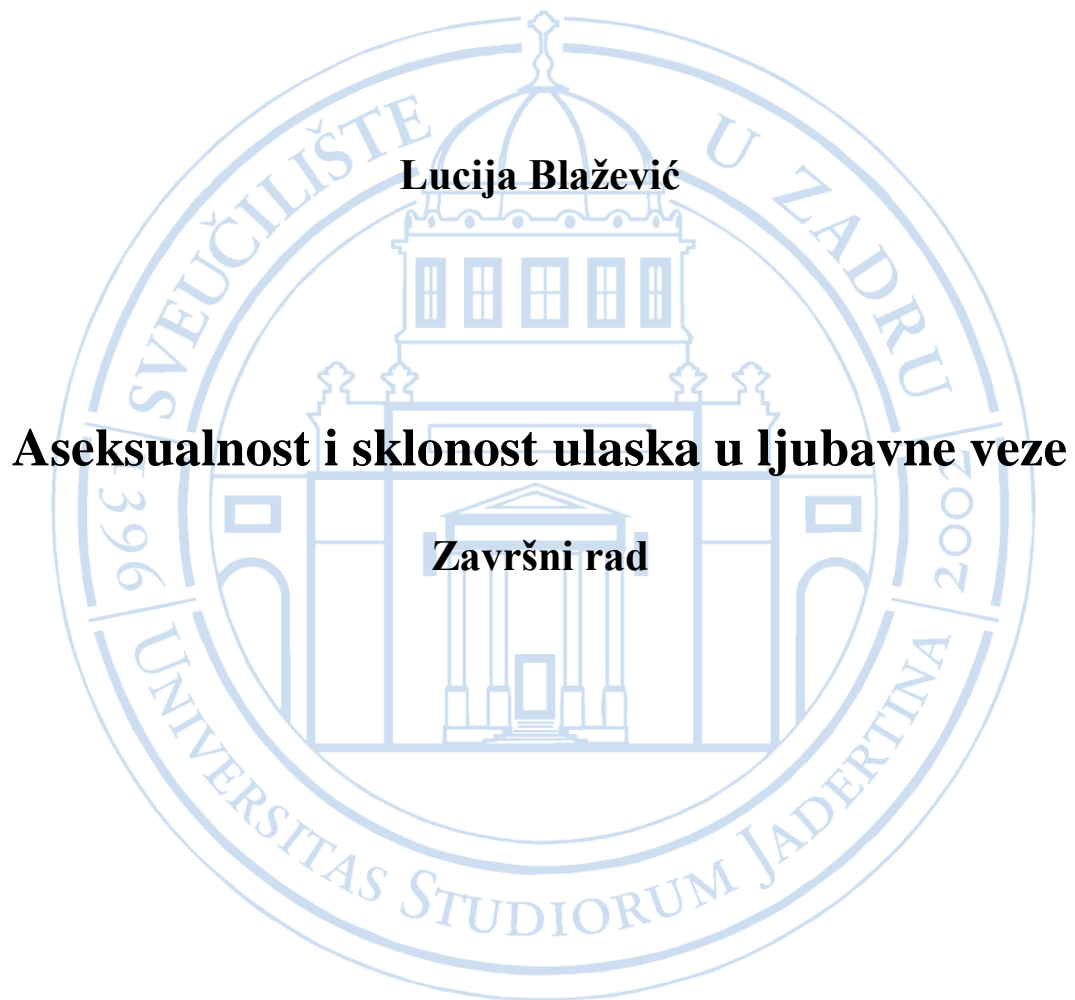 Lucija Blažević
Aseksualnost i sklonost ulaska u ljubavne veze
Završni rad
SVEUČILIŠTE U ZADRU
1396
2002
UNIVERSITAS STUDIORUM JADERTINA